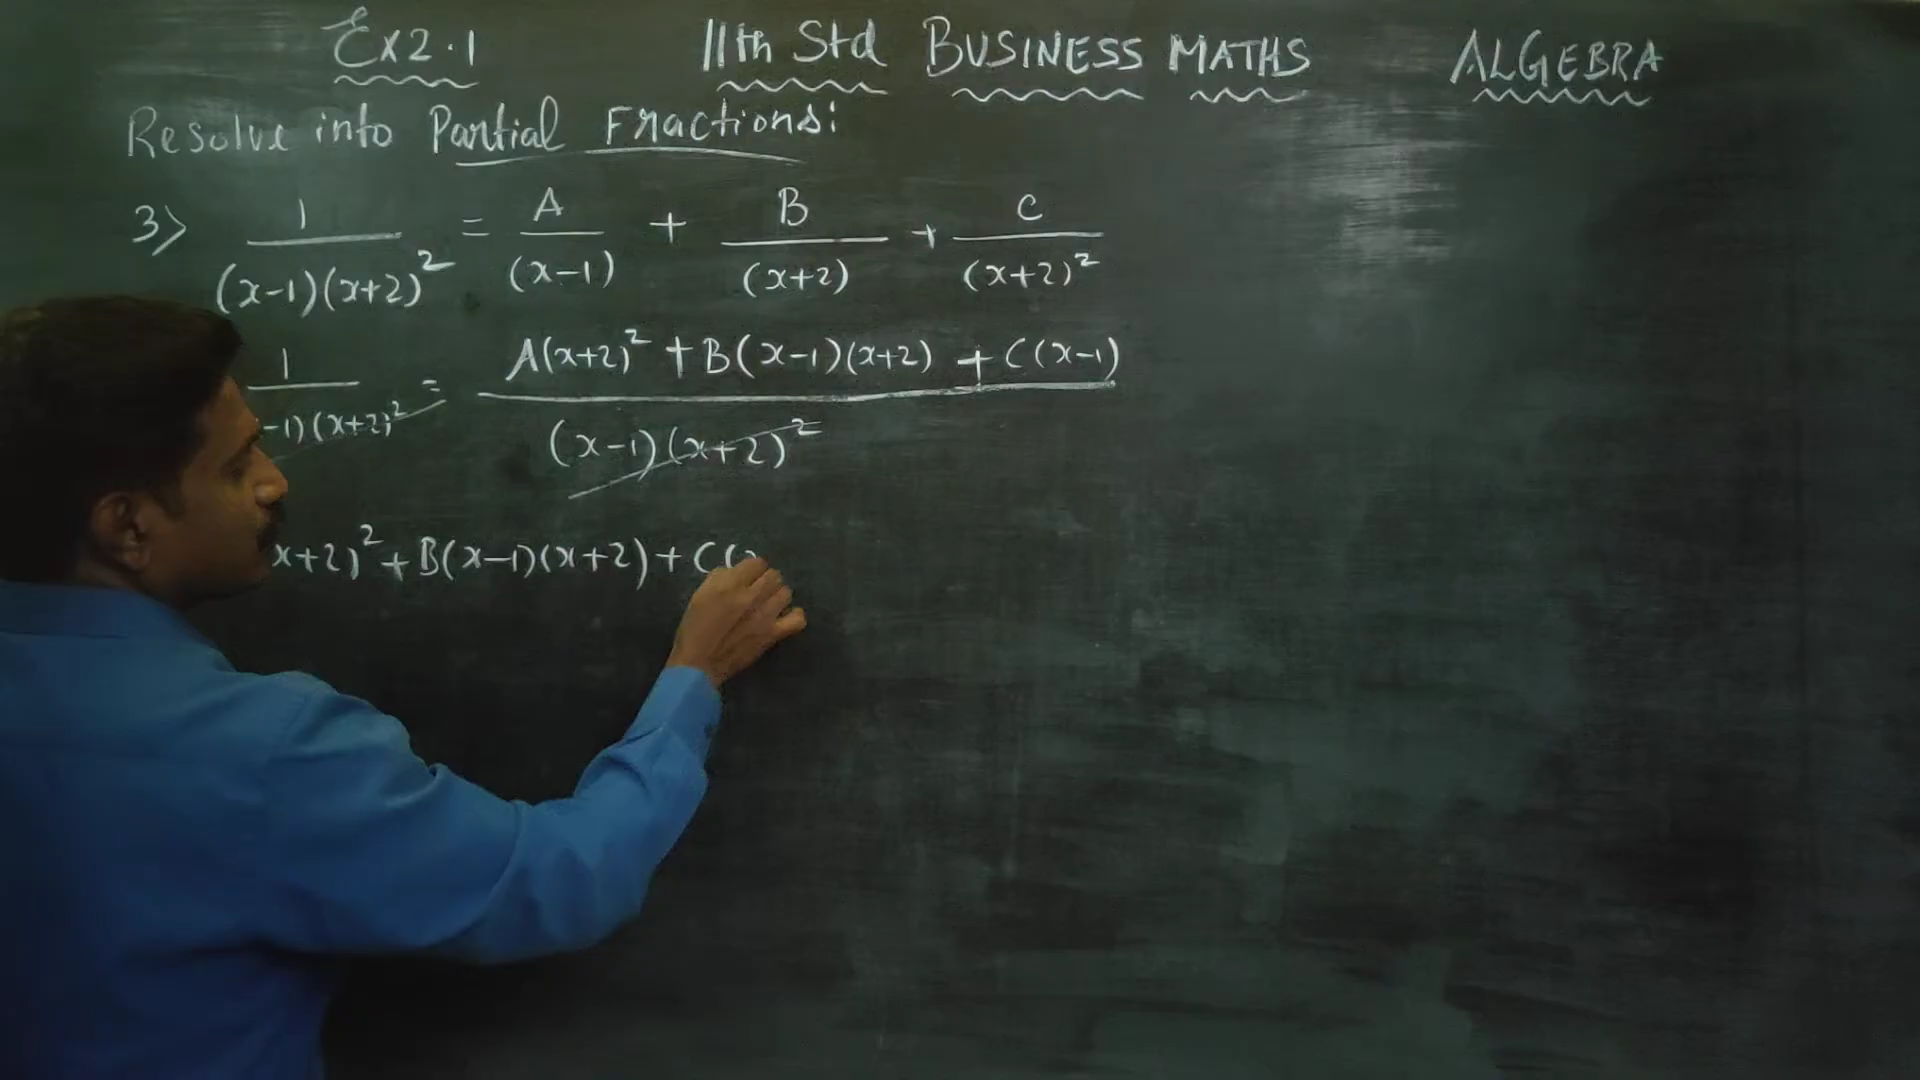 Ex 2.1 11th Std BUSINESS MATHS ALGEBRA
Resolve into Partial Fractions:
3) 1/(x-1)(x+2)² = A/(x-1) + B/(x+2) + C/(x+2)²
1/-1)(x+2)² = A(x+2)² + B(x-1)(x+2) + C(x-1)/(x-1)(x+2)²
x+2)² + B(x-1)(x+2) + C(